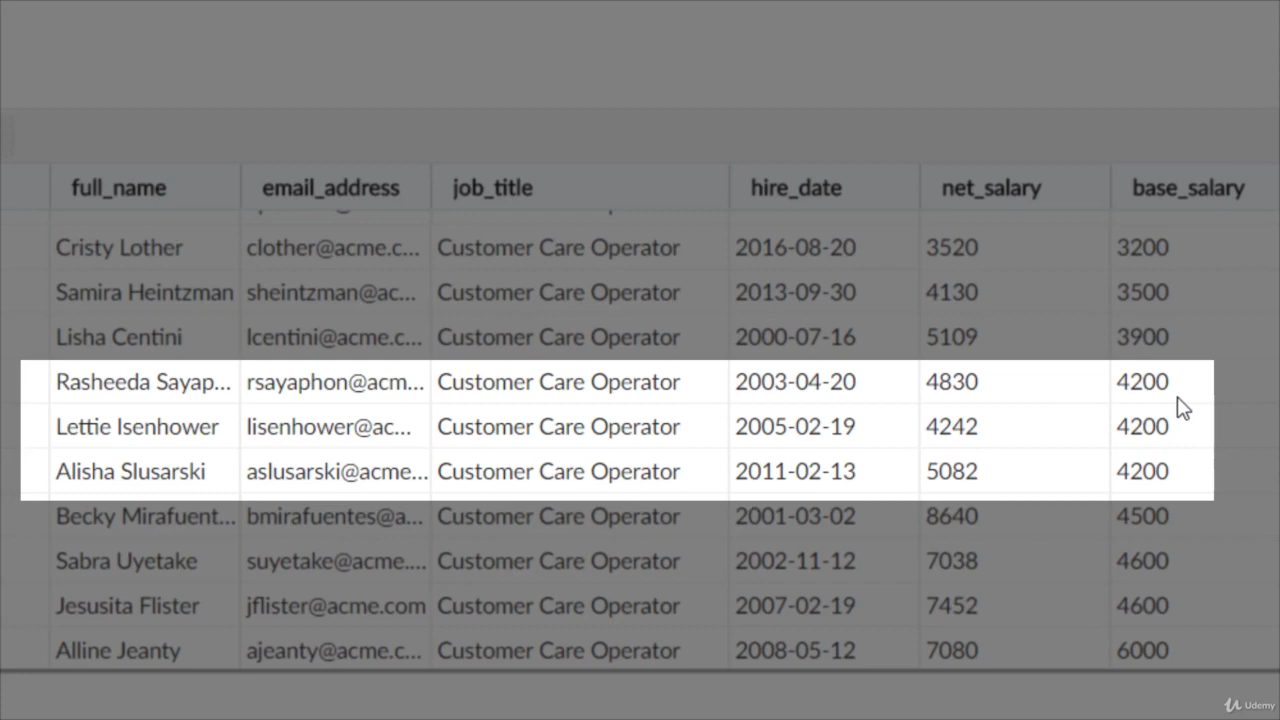 full_name email_address job_title hire_date net_salary base_salary
Cristy Lother clother@acme.c... Customer Care Operator 2016-08-20 3520 3200
Samira Heintzman sheintzman@ac... Customer Care Operator 2013-09-30 4130 3500
Lisha Centini lcentini@acme.c... Customer Care Operator 2000-07-16 5109 3900
Rasheeda Sayap... rsayaphon@acm... Customer Care Operator 2003-04-20 4830 4200
Lettie Isenhower lisenhower@ac... Customer Care Operator 2005-02-19 4242 4200
Alisha Slusarski aslusarski@acme... Customer Care Operator 2011-02-13 5082 4200
Becky Mirafuent... bmirafuentes@a... Customer Care Operator 2001-03-02 8640 4500
Sabra Uyetake suyetake@acme.... Customer Care Operator 2002-11-12 7038 4600
Jesusita Flister jflister@acme.com Customer Care Operator 2007-02-19 7452 4600
Alline Jeanty ajeanty@acme.c... Customer Care Operator 2008-05-12 7080 6000
Udemy